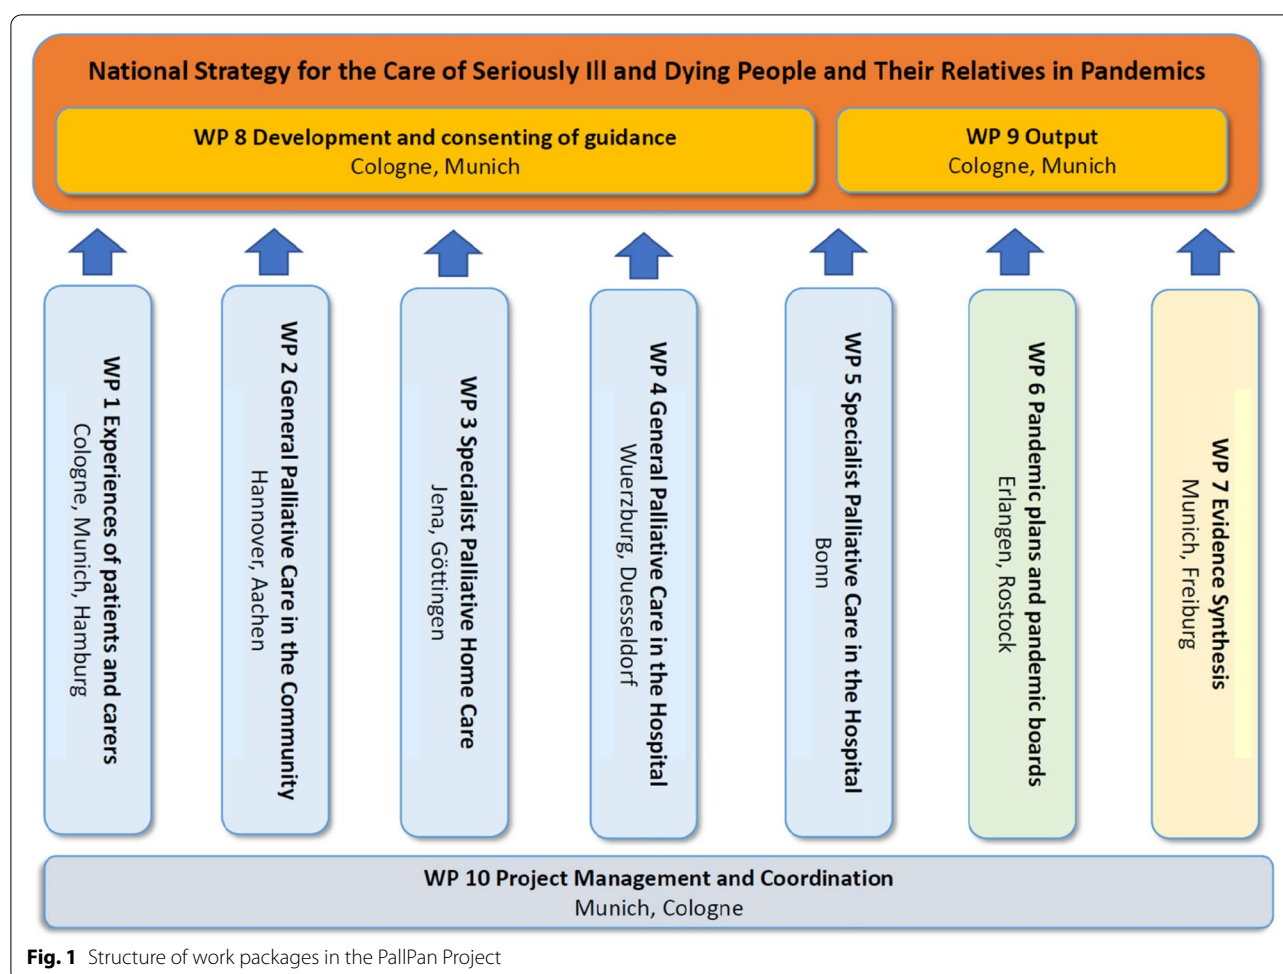 National Strategy for the Care of Seriously Ill and Dying People and Their Relatives in Pandemics
WP 8 Development and consenting of guidance
Cologne, Munich
WP 9 Output
Cologne, Munich
WP 1 Experiences of patients and carers
Cologne, Munich, Hamburg
WP 2 General Palliative Care in the Community
Hannover, Aachen
WP 3 Specialist Palliative Home Care
Jena, Göttingen
WP 4 General Palliative Care in the Hospital
Wuerzburg, Duesseldorf
WP 5 Specialist Palliative Care in the Hospital
Bonn
WP 6 Pandemic plans and pandemic boards
Erlangen, Rostock
WP 7 Evidence Synthesis
Munich, Freiburg
WP 10 Project Management and Coordination
Munich, Cologne
Fig. 1 Structure of work packages in the PallPan Project